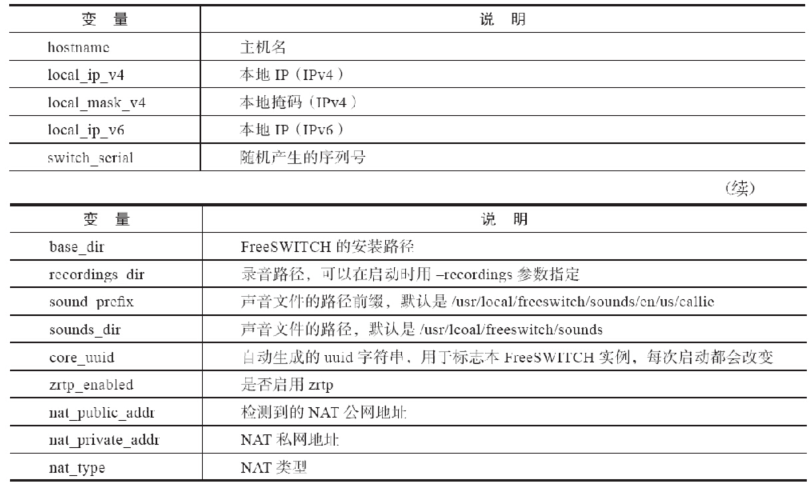 变 量 说 明
hostname 主机名
local_ip_v4 本地 IP（IPv4）
local_mask_v4 本地掩码（IPv4）
local_ip_v6 本地 IP（IPv6）
switch_serial 随机产生的序列号
（续）
变 量 说 明
base_dir FreeSWITCH 的安装路径
recordings_dir 录音路径，可以在启动时用 –recordings 参数指定
sound_prefix 声音文件的路径前缀，默认是 /usr/local/freeswitch/sounds/en/us/callie
sounds_dir 声音文件的路径，默认是 /usr/lcoal/freeswitch/sounds
core_uuid 自动生成的 uuid 字符串，用于标志本 FreeSWITCH 实例，每次启动都会改变
zrtp_enabled 是否启用 zrtp
nat_public_addr 检测到的 NAT 公网地址
nat_private_addr NAT 私网地址
nat_type NAT 类型